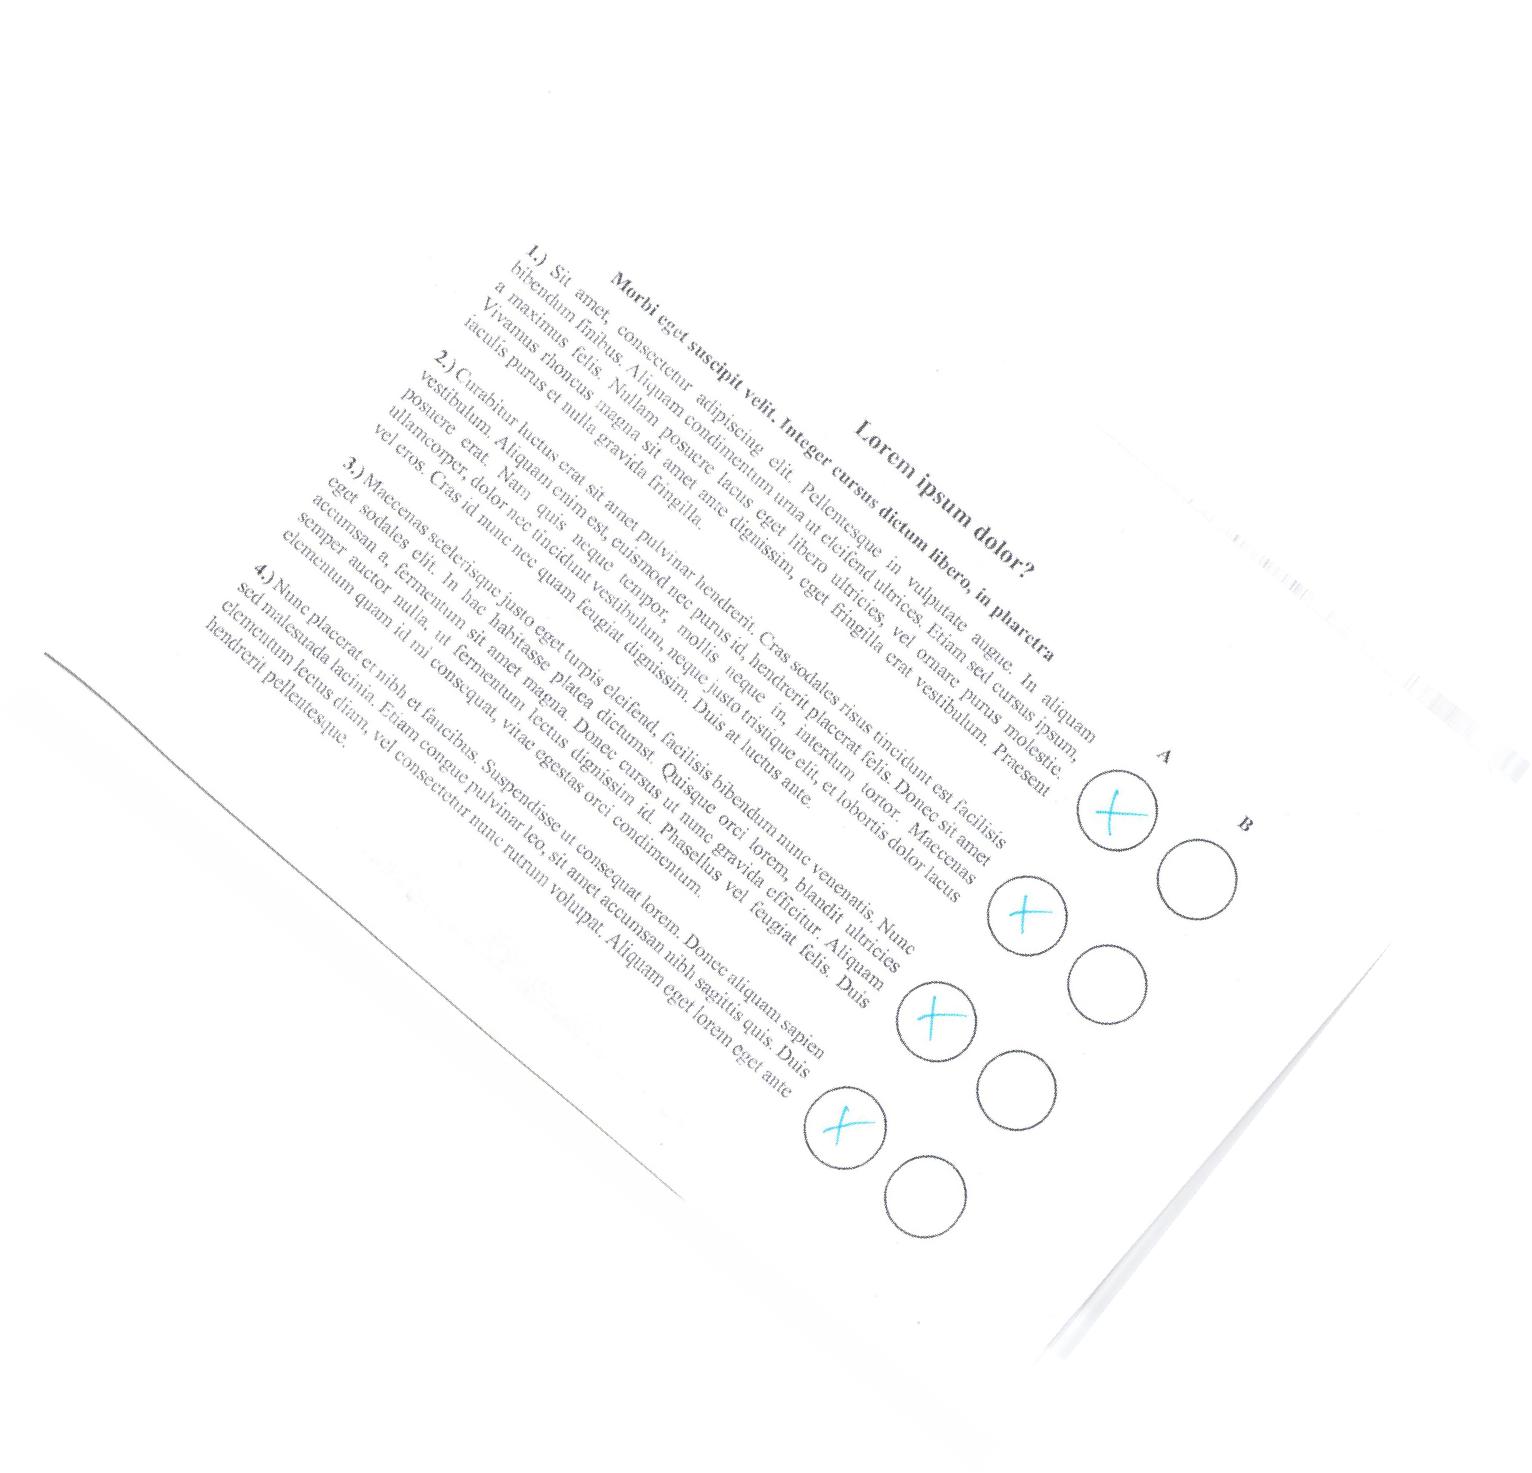 Lorem ipsum dolor?
Morbi eget suscipit velit. Integer cursus dictum libero, in pharetra
A B
1.) Sit amet, consectetur adipiscing elit. Pellentesque in vulputate augue. In aliquam
bibendum finibus. Aliquam condimentum urna ut eleifend ultrices. Etiam sed cursus ipsum,
a maximus felis. Nullam posuere lacus eget libero ultricies, vel ornare purus molestie.
Vivamus rhoncus magna sit amet ante dignissim, eget fringilla erat vestibulum. Praesent
iaculis purus et nulla gravida fringilla.
2.) Curabitur luctus erat sit amet pulvinar hendrerit. Cras sodales risus tincidunt est facilisis
vestibulum. Aliquam enim est, euismod nec purus id, hendrerit placerat felis. Donec sit amet
posuere erat. Nam quis neque tempor, mollis neque in, interdum tortor. Maecenas
ullamcorper, dolor nec tincidunt vestibulum, neque justo tristique elit, et lobortis dolor lacus
vel eros. Cras id nunc nec quam feugiat dignissim. Duis at luctus ante.
3.) Maecenas scelerisque justo eget turpis eleifend, facilisis bibendum nunc venenatis. Nunc
eget sodales elit. In hac habitasse platea dictumst. Quisque orci lorem, blandit ultricies
accumsan a, fermentum sit amet magna. Donec cursus ut nunc gravida efficitur. Aliquam
semper auctor nulla, ut fermentum lectus dignissim id. Phasellus vel feugiat felis. Duis
elementum quam id mi consequat, vitae egestas orci condimentum.
4.) Nunc placerat et nibh et faucibus. Suspendisse ut consequat lorem. Donec aliquam sapien
sed malesuada lacinia. Etiam congue pulvinar leo, sit amet accumsan nibh sagittis quis. Duis
elementum lectus diam, vel consectetur nunc rutrum volutpat. Aliquam eget lorem eget ante
hendrerit pellentesque.